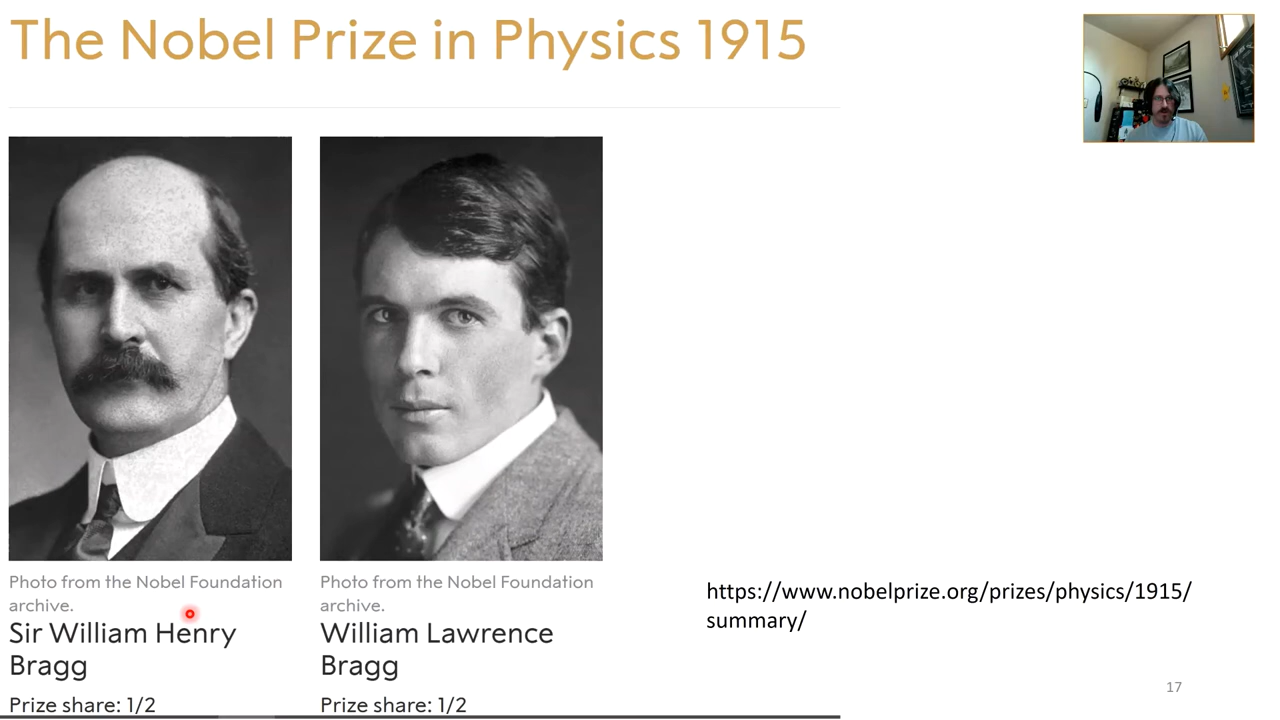 The Nobel Prize in Physics 1915
Photo from the Nobel Foundation
archive.
Sir William Henry
Bragg
Prize share: 1/2
Photo from the Nobel Foundation
archive.
William Lawrence
Bragg
Prize share: 1/2
https://www.nobelprize.org/prizes/physics/1915/
summary/
17